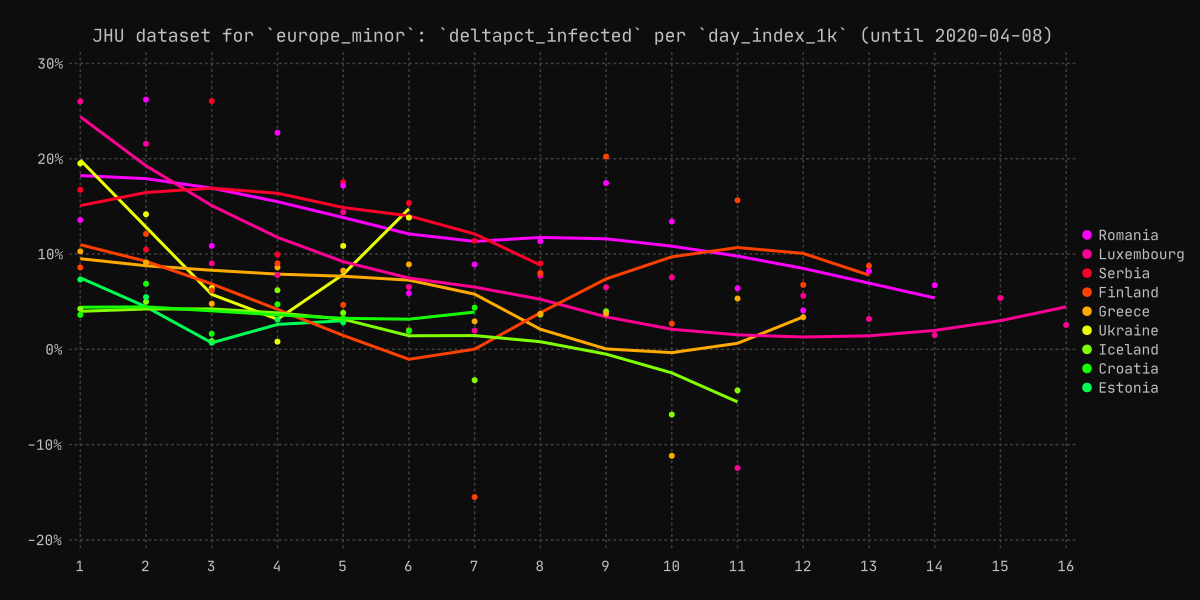 JHU dataset for `europe_minor`: `deltapct_infected` per `day_index_1k` (until 2020-04-08)
30%
20%
10%
0%
-10%
-20%
1 2 3 4 5 6 7 8 9 10 11 12 13 14 15 16
Romania
Luxembourg
Serbia
Finland
Greece
Ukraine
Iceland
Croatia
Estonia